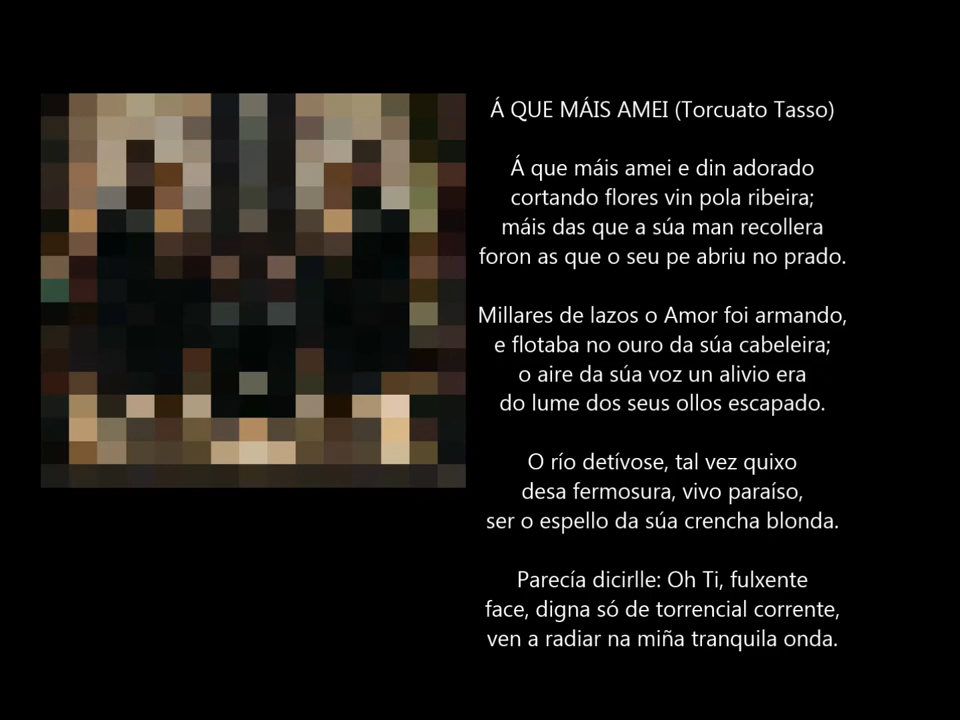 Á QUE MÁIS AMEI (Torcuato Tasso)
Á que máis amei e din adorado
cortando flores vin pola ribeira;
máis das que a súa man recollera
foron as que o seu pe abriu no prado.
Millares de lazos o Amor foi armando,
e flotaba no ouro da súa cabeleira;
o aire da súa voz un alivio era
do lume dos seus ollos escapado.
O río detívose, tal vez quixo
desa fermosura, vivo paraíso,
ser o espello da súa crencha blonda.
Parecía dicirlle: Oh Ti, fulxente
face, digna só de torrencial corrente,
ven a radiar na miña tranquila onda.